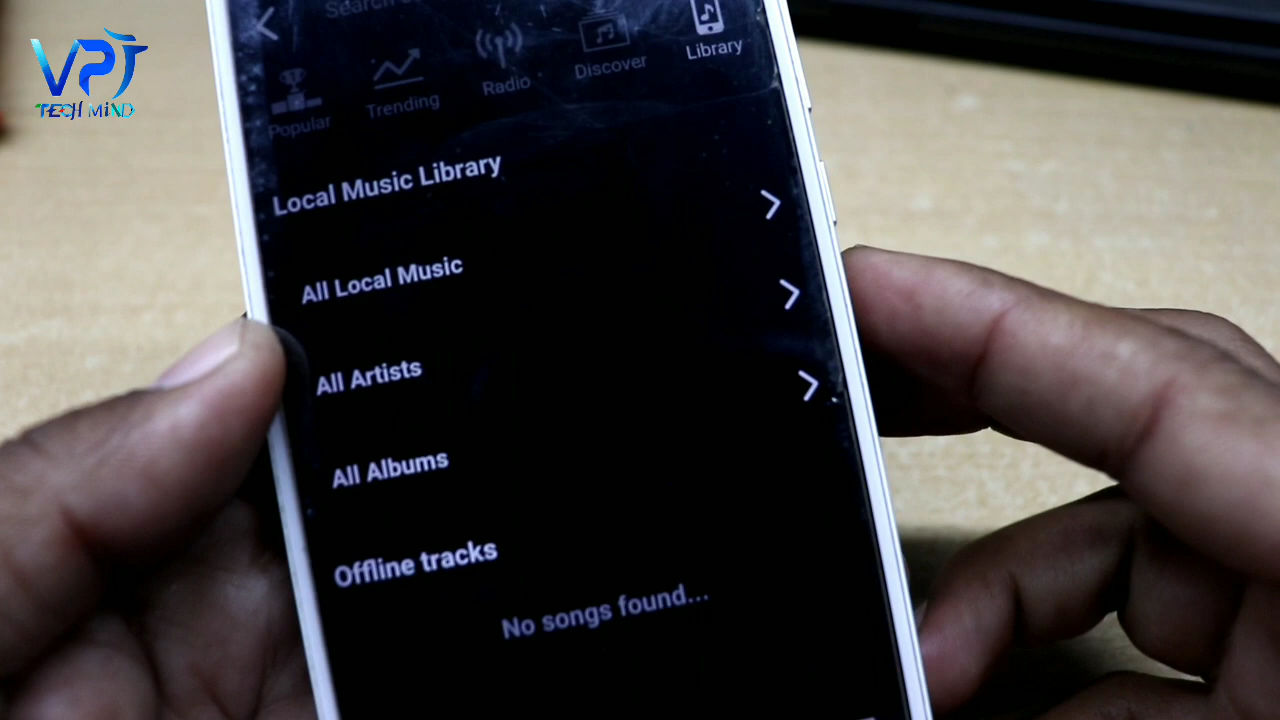 VPT
TECH MIND
Search
Popular
Trending
Radio
Discover
Library
Local Music Library
All Local Music
All Artists
All Albums
Offline tracks
No songs found...